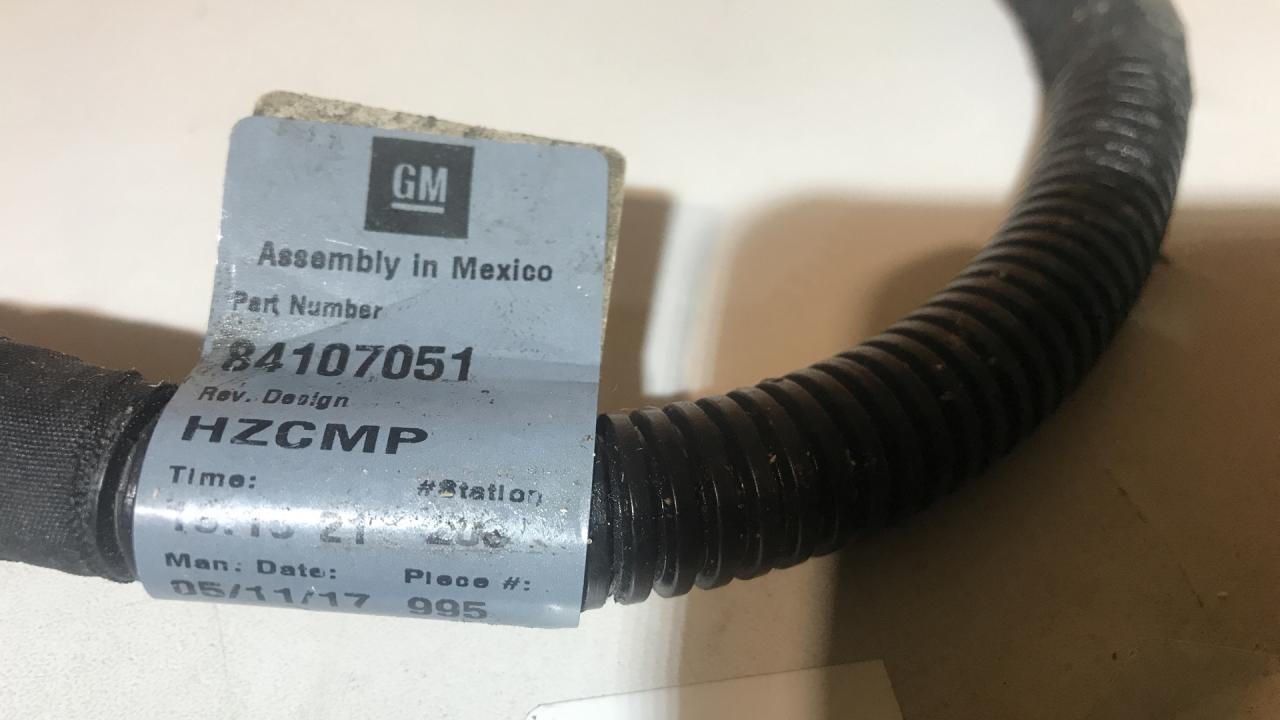 GM
Assembly in Mexico
Part Number
84107051
Rev. Design
HZCMP
Time: #Station
21
Man. Date: Piece #:
05/11/17 995